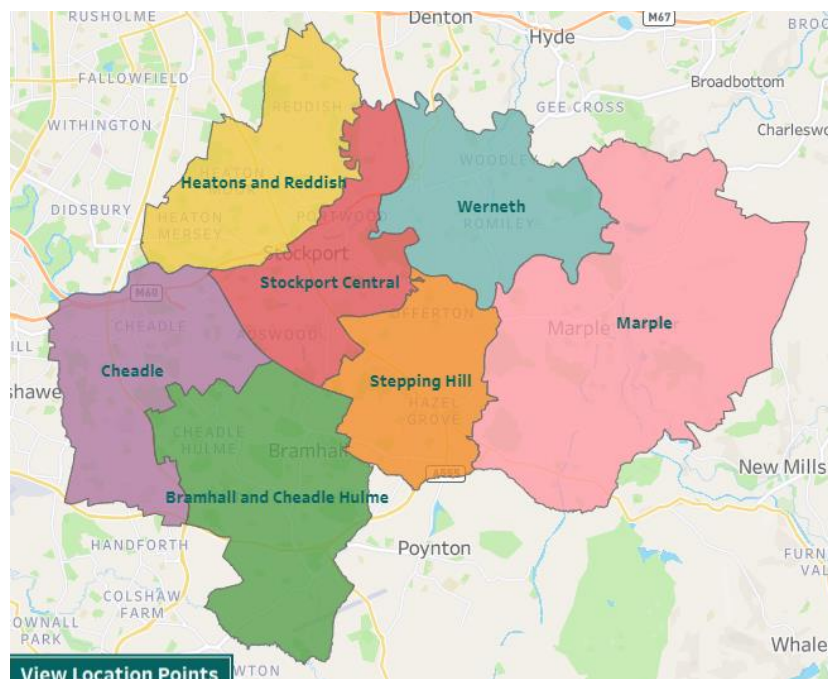 RUSHOLME
Denton
M67
Hyde
BROO
FALLOWFIELD
Broadbottom
REDDISH
GEE CROSS
WITHINGTON
Charlesw
WOODLEY
HEATON
Heatons and Reddish
DIDSBURY
HEATON
MERSEY
PORTWOOD
Werneth
ROMILEY
Stockport
Stockport Central
M60
OFFERTON
CHEADLE
ADSWOOD
Marple
Marple
Cheadle
Stepping Hill
shawe
HAZEL
GROVE
CHEADLE
HULME
Bramhall
A555
New Mills
Bramhall and Cheadle Hulme
HANDFORTH
Poynton
FURN
VAL
COLSHAW
FARM
OWNALL
PARK
Whale
View Location Points
WTON